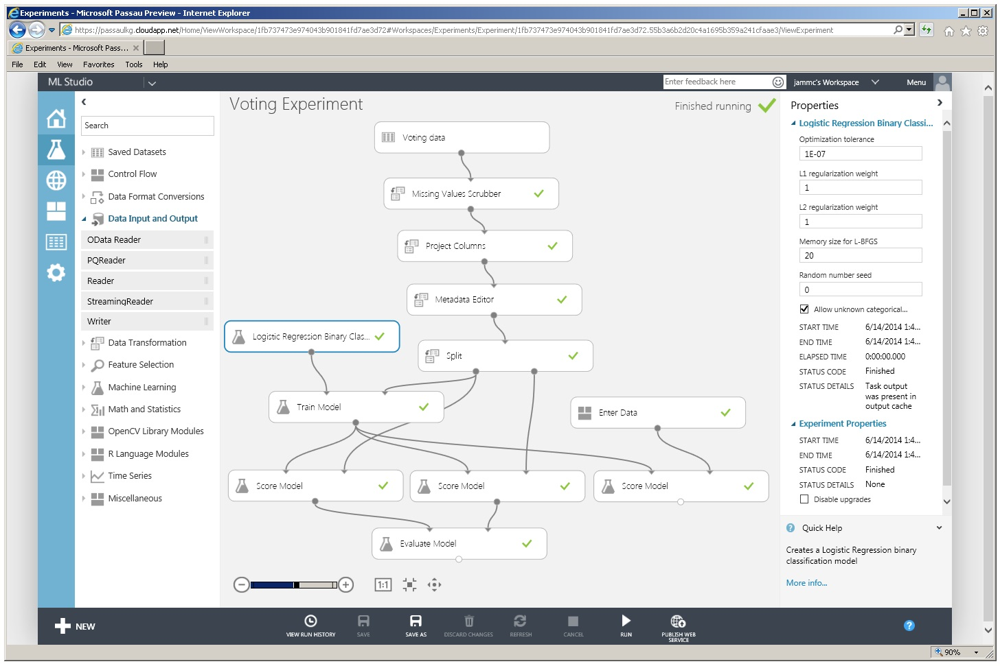 Experiments - Microsoft Passau Preview - Internet Explorer
https://passaulkg.cloudapp.net/Home/ViewWorkspace/1fb737473e974043b901841fd7ae3d72#Workspaces/Experiments/Experiment/1fb737473e974043b901841fd7ae3d72.55b3a6b2d20c4a1695b359a241cfaae3/ViewExperiment
Experiments - Microsoft Pass...
File Edit View Favorites Tools Help
ML Studio
Enter feedback here
jammc's Workspace
Menu
Search
Saved Datasets
Control Flow
Data Format Conversions
Data Input and Output
OData Reader
PQReader
Reader
StreamingReader
Writer
Data Transformation
Feature Selection
Machine Learning
Math and Statistics
OpenCV Library Modules
R Language Modules
Time Series
Miscellaneous
Voting Experiment
Finished running
Voting data
Missing Values Scrubber
Project Columns
Metadata Editor
Logistic Regression Binary Clas...
Split
Train Model
Enter Data
Score Model
Score Model
Score Model
Evaluate Model
1:1
Properties
Logistic Regression Binary Classi...
Optimization tolerance
1E-07
L1 regularization weight
1
L2 regularization weight
1
Memory size for L-BFGS
20
Random number seed
0
Allow unknown categorical...
START TIME 6/14/2014 1:4...
END TIME 6/14/2014 1:4...
ELAPSED TIME 0:00:00.000
STATUS CODE Finished
STATUS DETAILS Task output
was present in
output cache
Experiment Properties
START TIME 6/14/2014 1:4...
END TIME 6/14/2014 1:4...
STATUS CODE Finished
STATUS DETAILS None
Disable upgrades
? Quick Help
Creates a Logistic Regression binary
classification model
More info...
NEW
VIEW RUN HISTORY
SAVE
SAVE AS
DISCARD CHANGES
REFRESH
CANCEL
RUN
PUBLISH WEB
SERVICE
?
90%